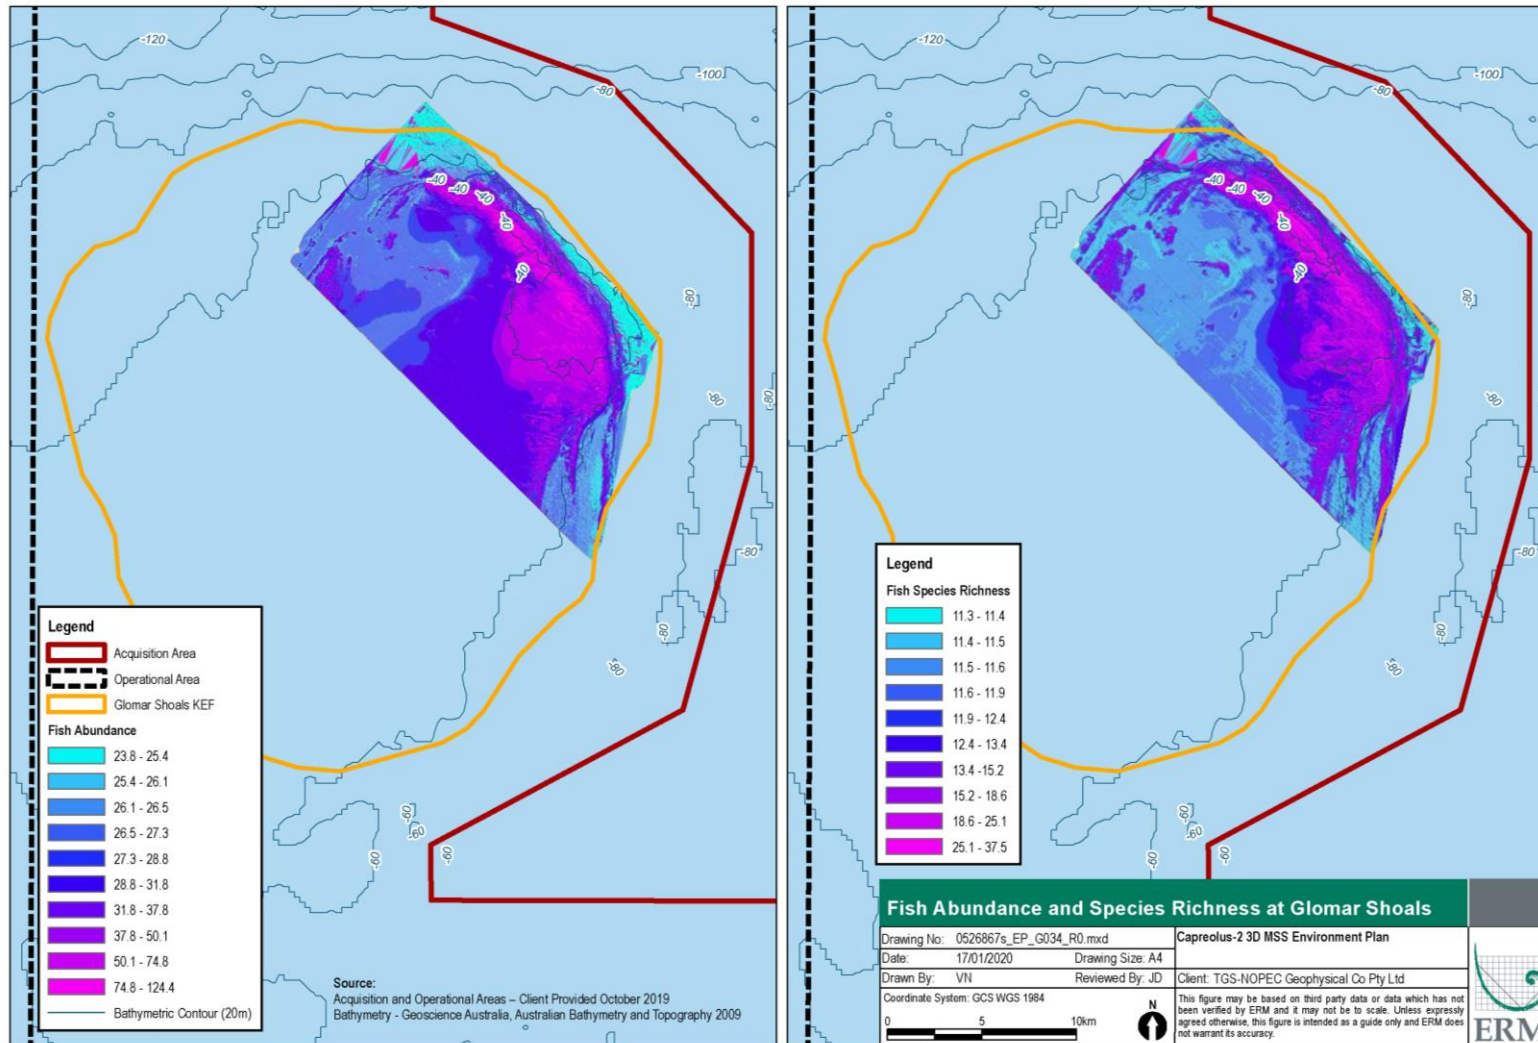 -120
-100
-80
-40
-40
-40
-40
-40
-80
-80
-80
-80
-80
-80
-60
-60
-60
-60
Legend
Acquisition Area
Operational Area
Glomar Shoals KEF
Fish Abundance
23.8 - 25.4
25.4 - 26.1
26.1 - 26.5
26.5 - 27.3
27.3 - 28.8
28.8 - 31.8
31.8 - 37.8
37.8 - 50.1
50.1 - 74.8
74.8 - 124.4
Bathymetric Contour (20m)
Source:
Acquisition and Operational Areas – Client Provided October 2019
Bathymetry - Geoscience Australia, Australian Bathymetry and Topography 2009
-120
-100
-80
-40
-40
-40
-40
-40
-80
-80
-80
-80
-80
-80
-60
-60
-60
-60
Legend
Fish Species Richness
11.3 - 11.4
11.4 - 11.5
11.5 - 11.6
11.6 - 11.9
11.9 - 12.4
12.4 - 13.4
13.4 -15.2
15.2 - 18.6
18.6 - 25.1
25.1 - 37.5
Fish Abundance and Species Richness at Glomar Shoals
Drawing No: 0526867s_EP_G034_R0.mxd
Capreolus-2 3D MSS Environment Plan
Date: 17/01/2020 Drawing Size: A4
Drawn By: VN Reviewed By: JD
Client: TGS-NOPEC Geophysical Co Pty Ltd
Coordinate System: GCS WGS 1984
0 5 10km
N
This figure may be based on third party data or data which has not
been verified by ERM and it may not be to scale. Unless expressly
agreed otherwise, this figure is intended as a guide only and ERM does
not warrant its accuracy.
ERM